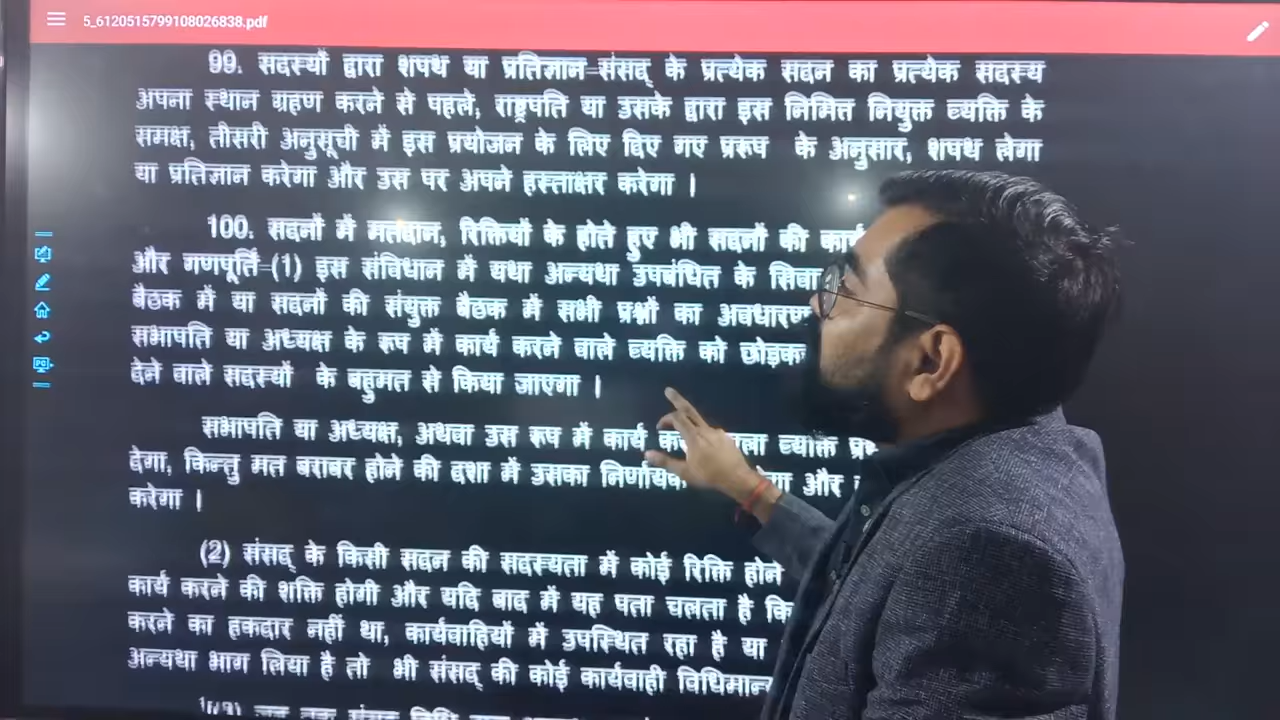 5_6120515799108026838.pdf
99. सदस्यों द्वारा शपथ या प्रतिज्ञान–संसद् के प्रत्येक सदन का प्रत्येक सदस्य
अपना स्थान ग्रहण करने से पहले, राष्ट्रपति या उसके द्वारा इस निमित नियुक्त व्यक्ति के
समक्ष, तीसरी अनुसूची में इस प्रयोजन के लिए दिए गए प्ररूप के अनुसार, शपथ लेगा
या प्रतिज्ञान करेगा और उस पर अपने हस्ताक्षर करेगा ।
100. सदनों में मतदान, रिक्तियों के होते हुए भी सदनों की
और गणपूर्ति–(1) इस संविधान में यथा अन्यथा उपबंधित के सिवाय
बैठक में या सदनों की संयुक्त बैठक में सभी प्रश्नों का
सभापति या अध्यक्ष के रूप में कार्य करने वाले व्यक्ति को
देने वाले सदस्यों के बहुमत से किया जाएगा ।
सभापति या अध्यक्ष, अथवा उस रूप में कार्य व्यक्ति
देगा, किन्तु मत बराबर होने की दशा में उसका और
करेगा ।
(2) संसद् के किसी सदन की सदस्यता में कोई रिक्ति होने
कार्य करने की शक्ति होगी और यदि बाद में यह पता चलता है कि
करने का हकदार नहीं था, कार्यवाहियों में उपस्थित रहा है या
अन्यथा भाग लिया है तो भी संसद् की कोई कार्यवाही